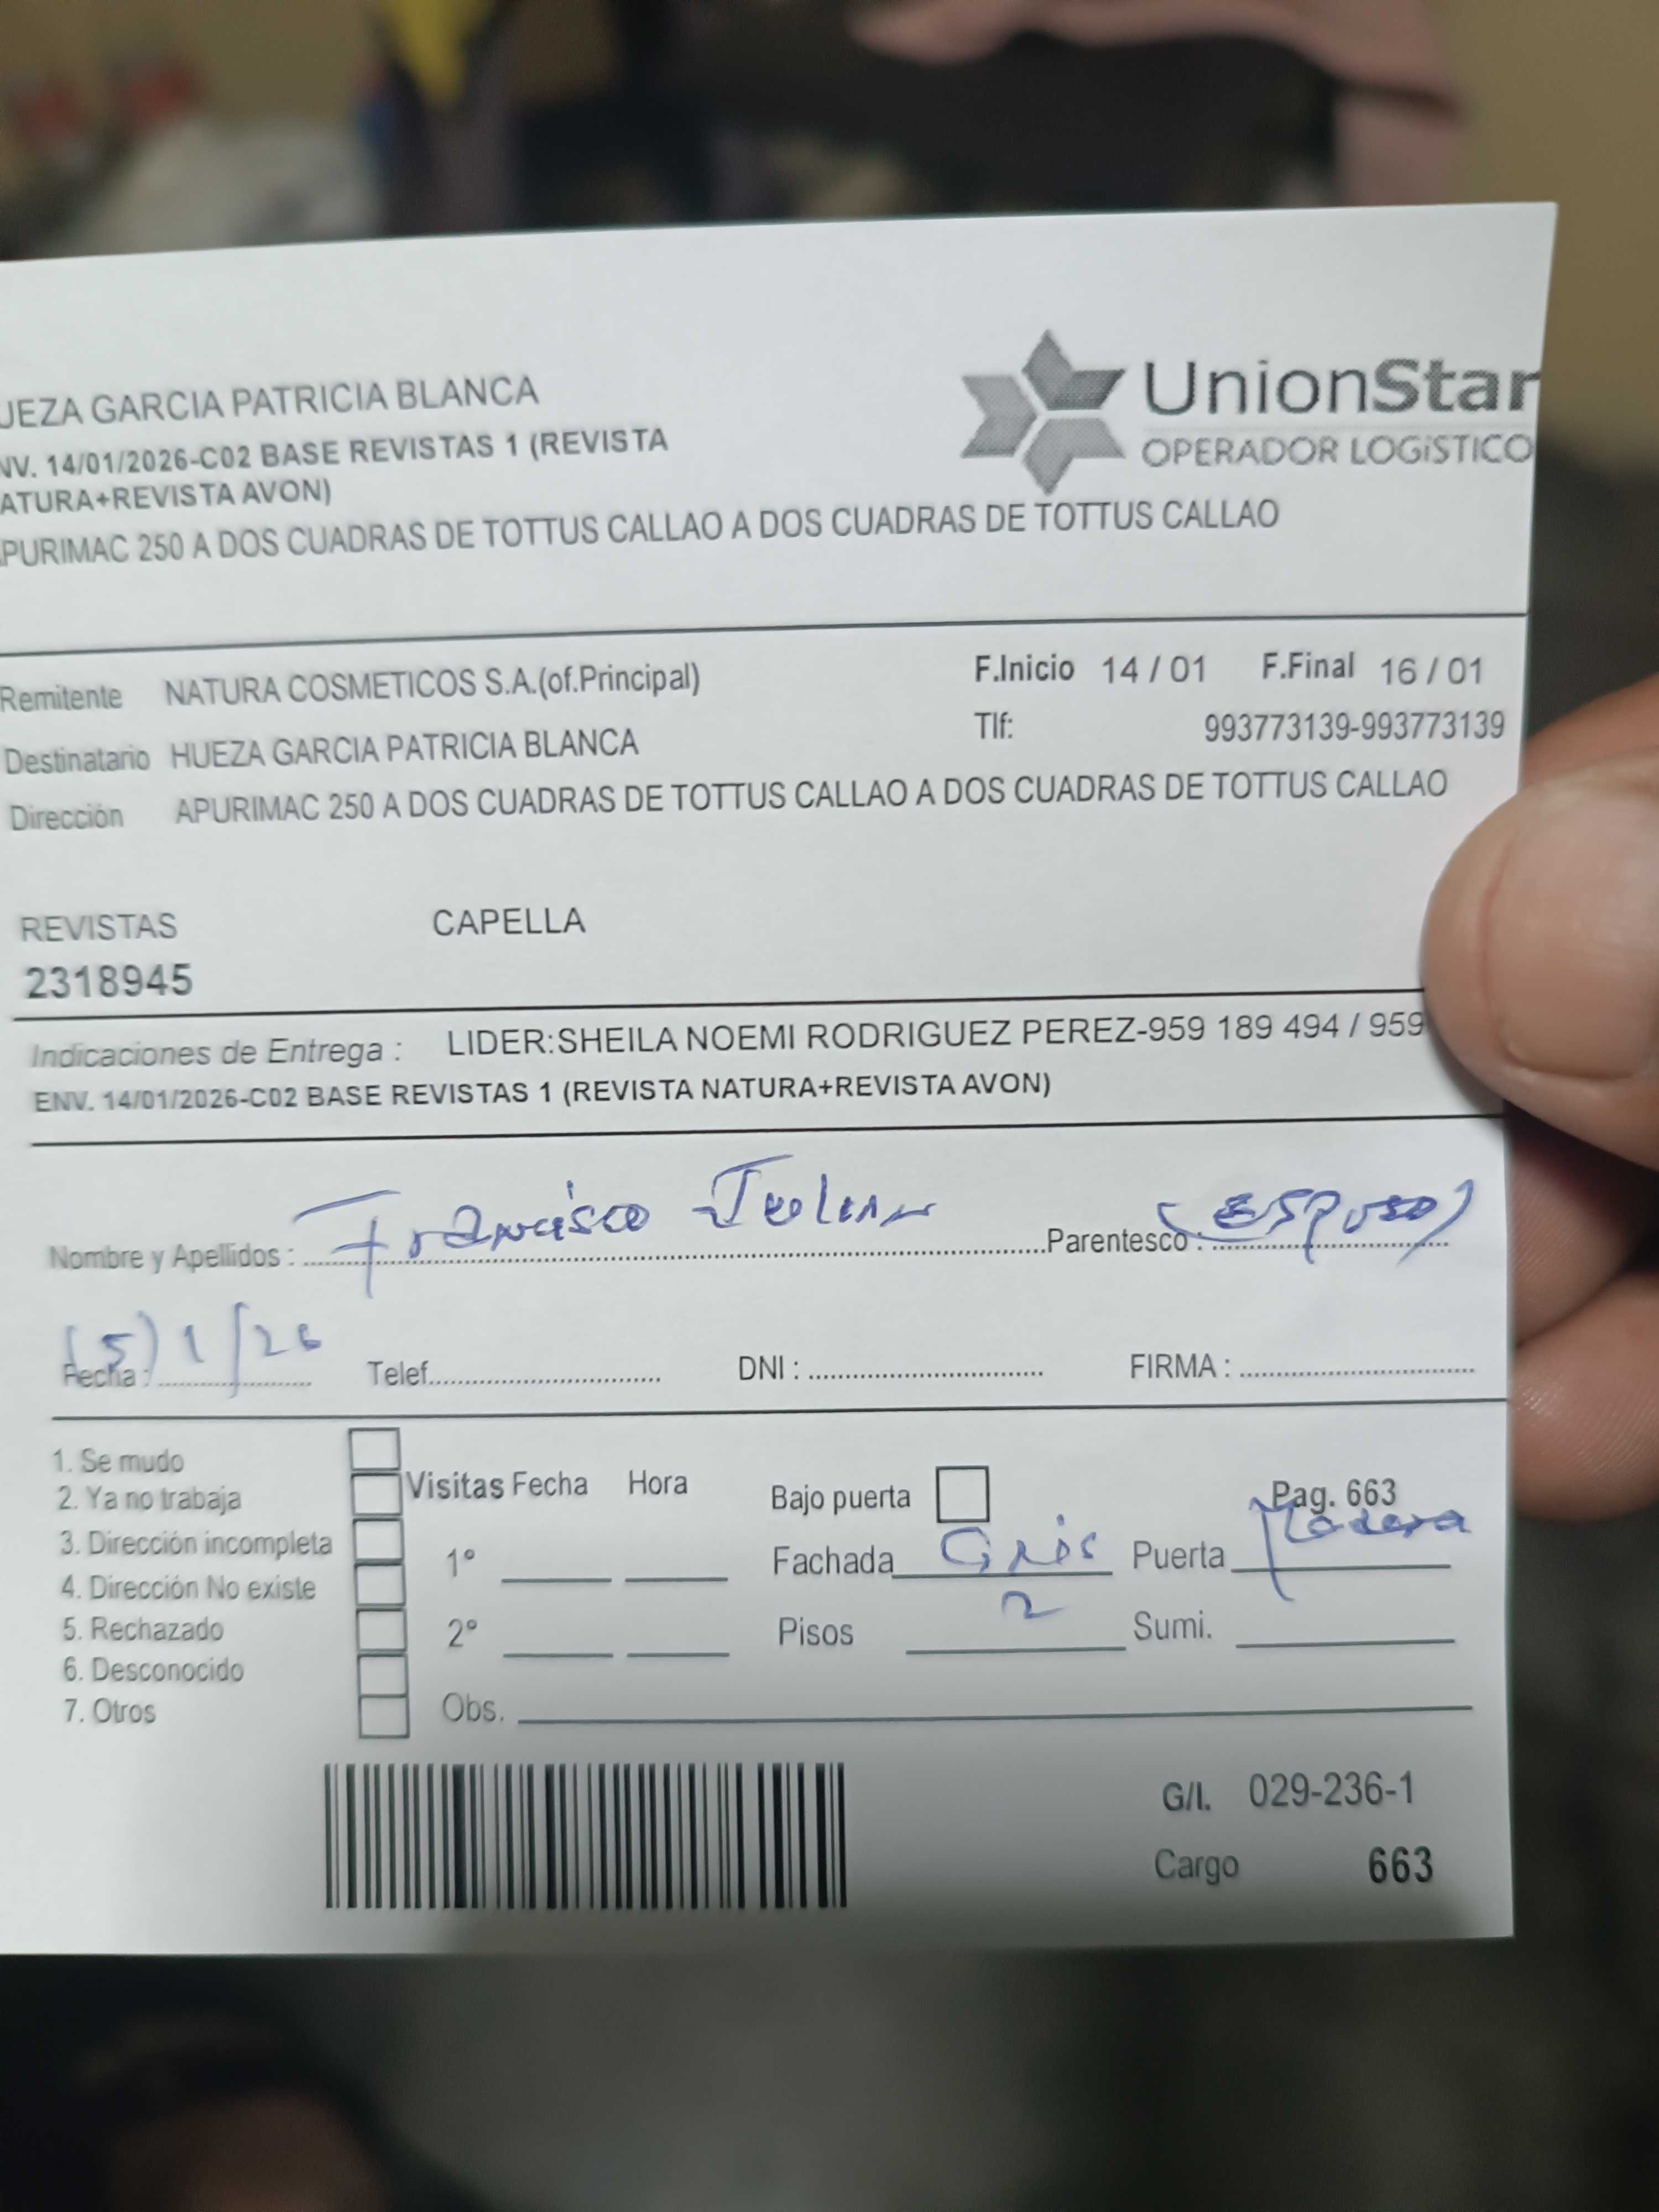 UEZA GARCIA PATRICIA BLANCA
NV. 14/01/2026-C02 BASE REVISTAS 1 (REVISTA
ATURA+REVISTA AVON)
UnionStar
OPERADOR LOGíSTICO
PURIMAC 250 A DOS CUADRAS DE TOTTUS CALLAO A DOS CUADRAS DE TOTTUS CALLAO
Remitente NATURA COSMETICOS S.A.(of.Principal) F.Inicio 14 / 01 F.Final 16 / 01
Destinatario HUEZA GARCIA PATRICIA BLANCA Tlf: 993773139-993773139
Dirección APURIMAC 250 A DOS CUADRAS DE TOTTUS CALLAO A DOS CUADRAS DE TOTTUS CALLAO
REVISTAS CAPELLA
2318945
Indicaciones de Entrega : LIDER:SHEILA NOEMI RODRIGUEZ PEREZ-959 189 494 / 959
ENV. 14/01/2026-C02 BASE REVISTAS 1 (REVISTA NATURA+REVISTA AVON)
Nombre y Apellidos : Francisco Parentesco : (esposo)
Fecha : 15/1/26 Telef. DNI : FIRMA :
1. Se mudo
2. Ya no trabaja
3. Dirección incompleta
4. Dirección No existe
5. Rechazado
6. Desconocido
7. Otros
Visitas Fecha Hora
1°
2°
Obs.
Bajo puerta Pag. 663
Fachada Gris Puerta Madera
Pisos 2 Sumi.
G/I. 029-236-1
Cargo 663